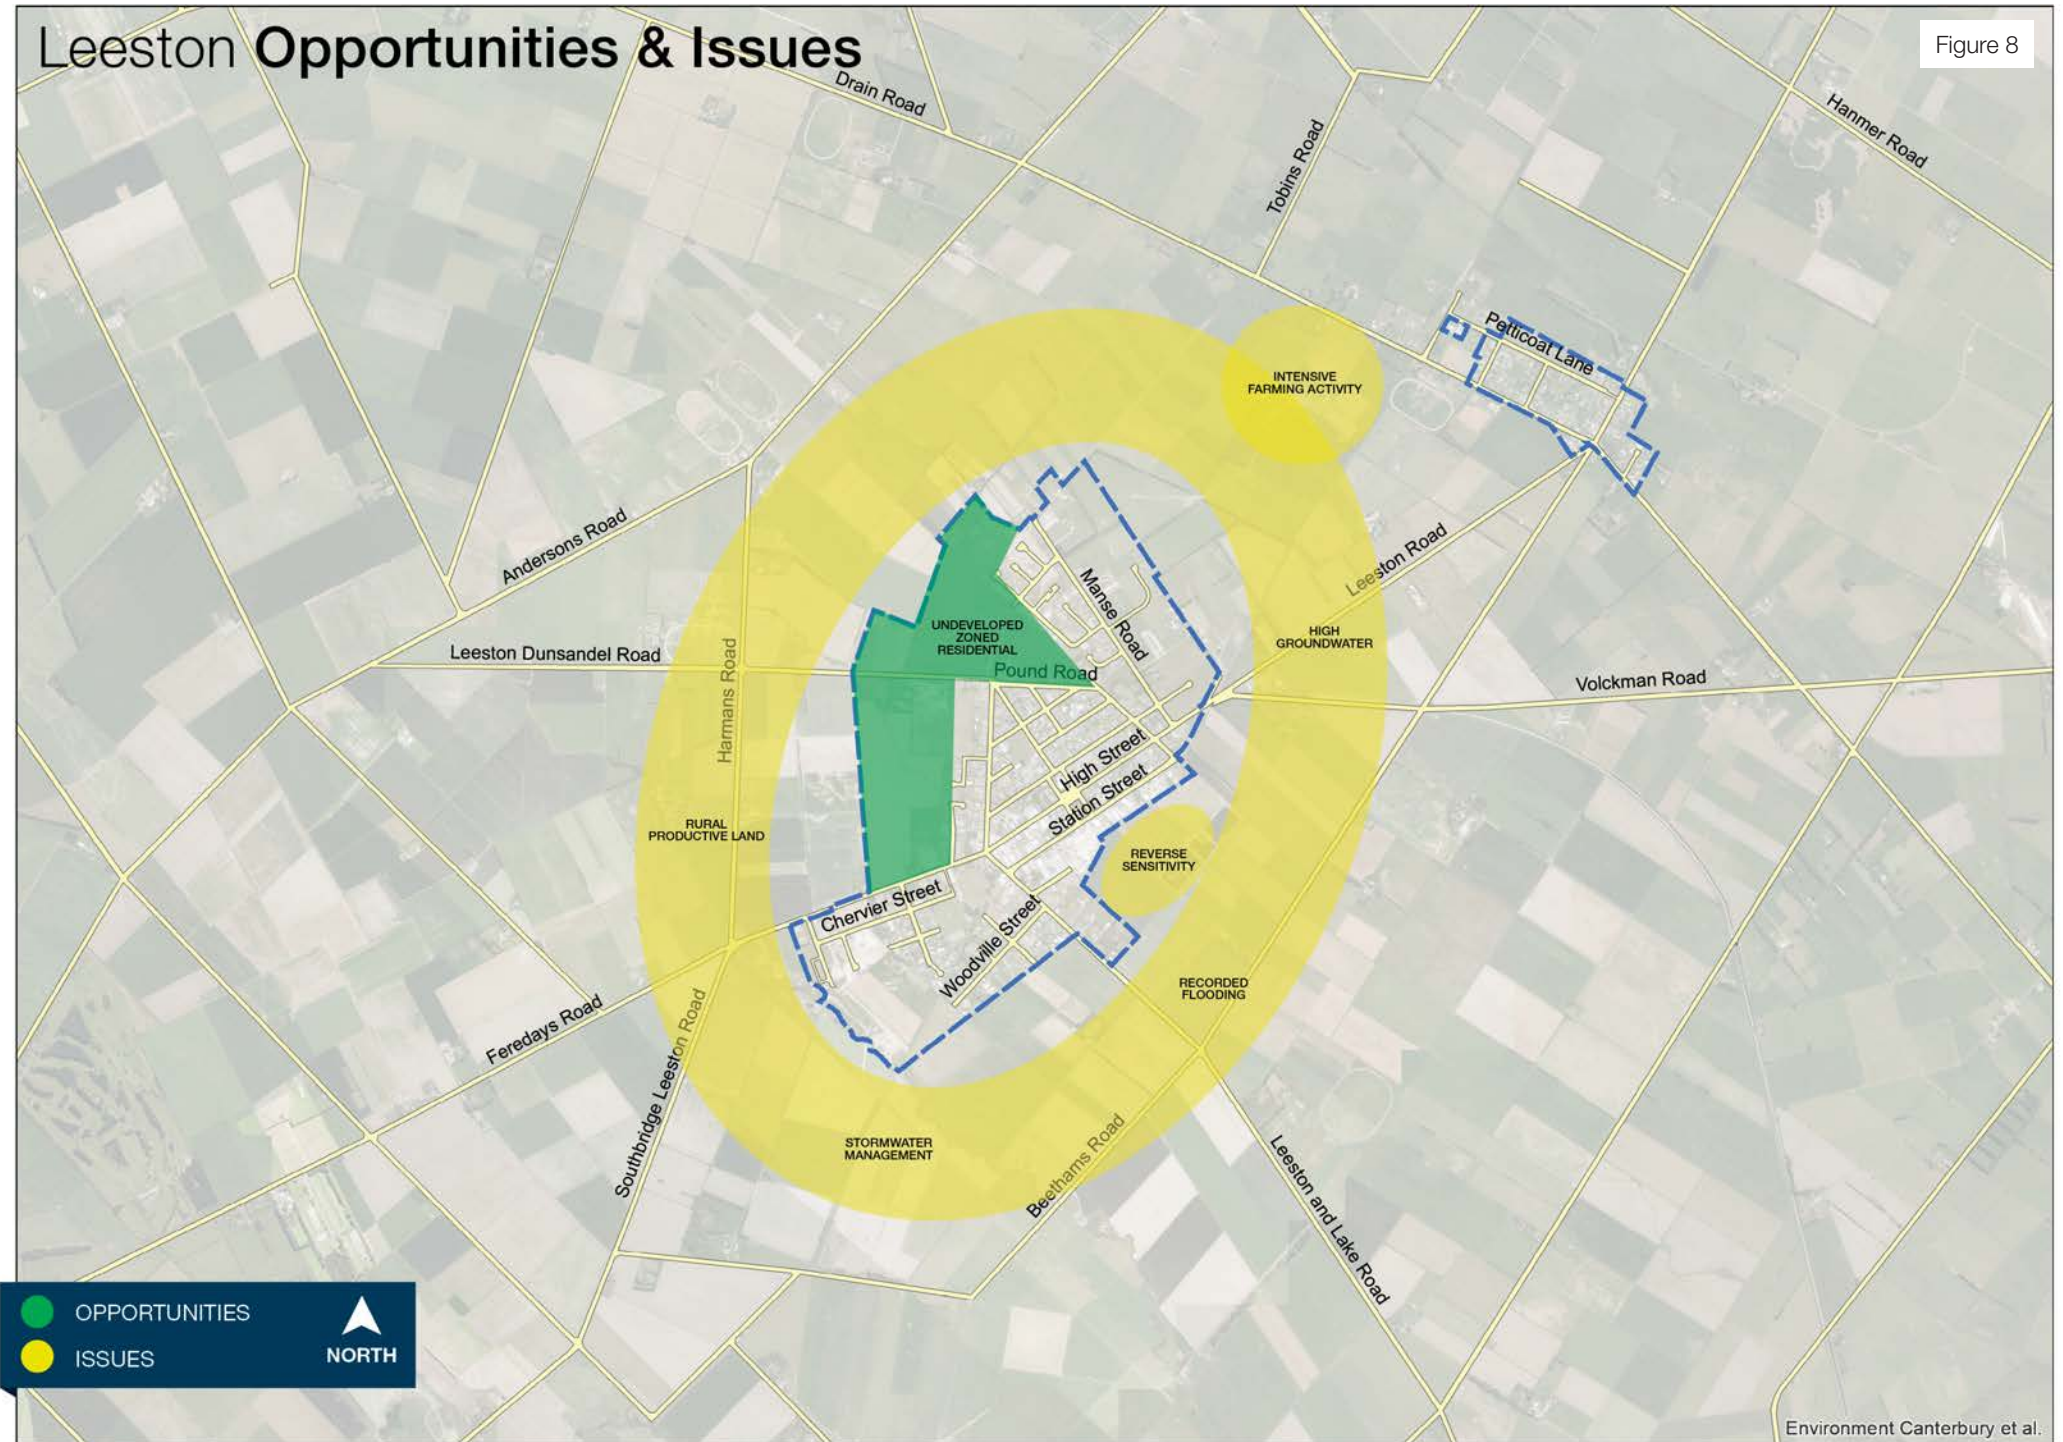 Leeston Opportunities & Issues
Figure 8
Drain Road
Hanmer Road
Tobins Road
Petticoat Lane
INTENSIVE
FARMING ACTIVITY
Andersons Road
Leeston Road
Manse Road
UNDEVELOPED
ZONED
RESIDENTIAL
HIGH
GROUNDWATER
Leeston Dunsandel Road
Harmans Road
Pound Road
Volckman Road
High Street
Station Street
RURAL
PRODUCTIVE LAND
REVERSE
SENSITIVITY
Chervier Street
Woodville Street
RECORDED
FLOODING
Feredays Road
Southbridge Leeston Road
STORMWATER
MANAGEMENT
Beethams Road
Leeston and Lake Road
OPPORTUNITIES
ISSUES
NORTH
Environment Canterbury et al.